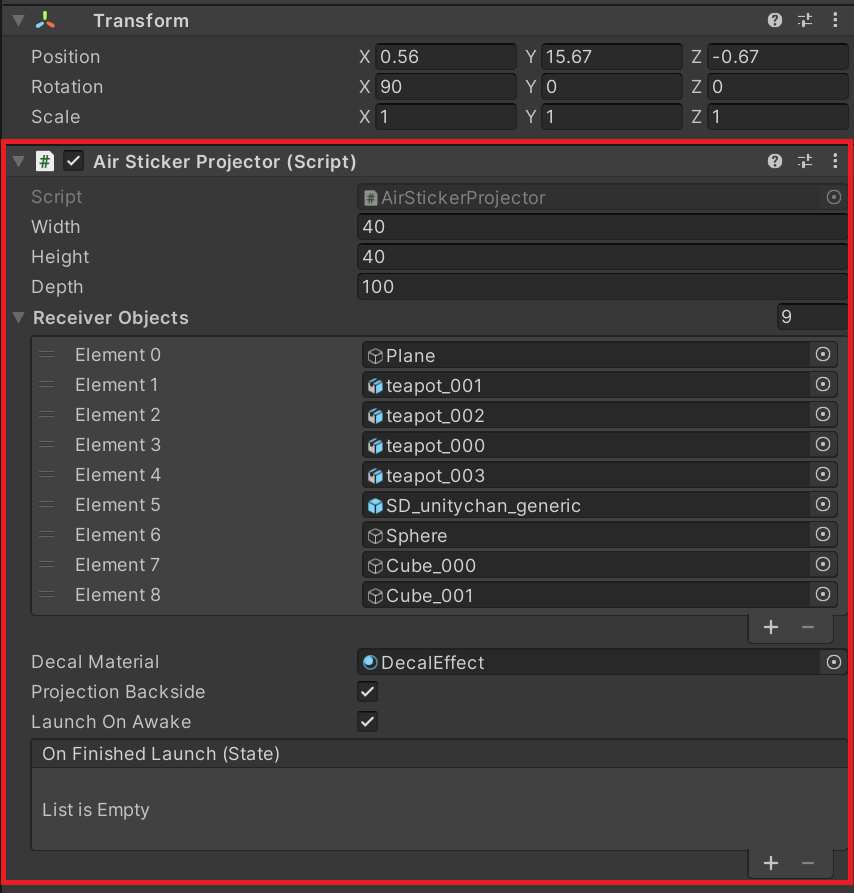 Transform
Position X 0.56 Y 15.67 Z -0.67
Rotation X 90 Y 0 Z 0
Scale X 1 Y 1 Z 1
# Air Sticker Projector (Script)
Script # AirStickerProjector
Width 40
Height 40
Depth 100
Receiver Objects 9
Element 0 Plane
Element 1 teapot_001
Element 2 teapot_002
Element 3 teapot_000
Element 4 teapot_003
Element 5 SD_unitychan_generic
Element 6 Sphere
Element 7 Cube_000
Element 8 Cube_001
+ −
Decal Material DecalEffect
Projection Backside
Launch On Awake
On Finished Launch (State)
List is Empty
+ −